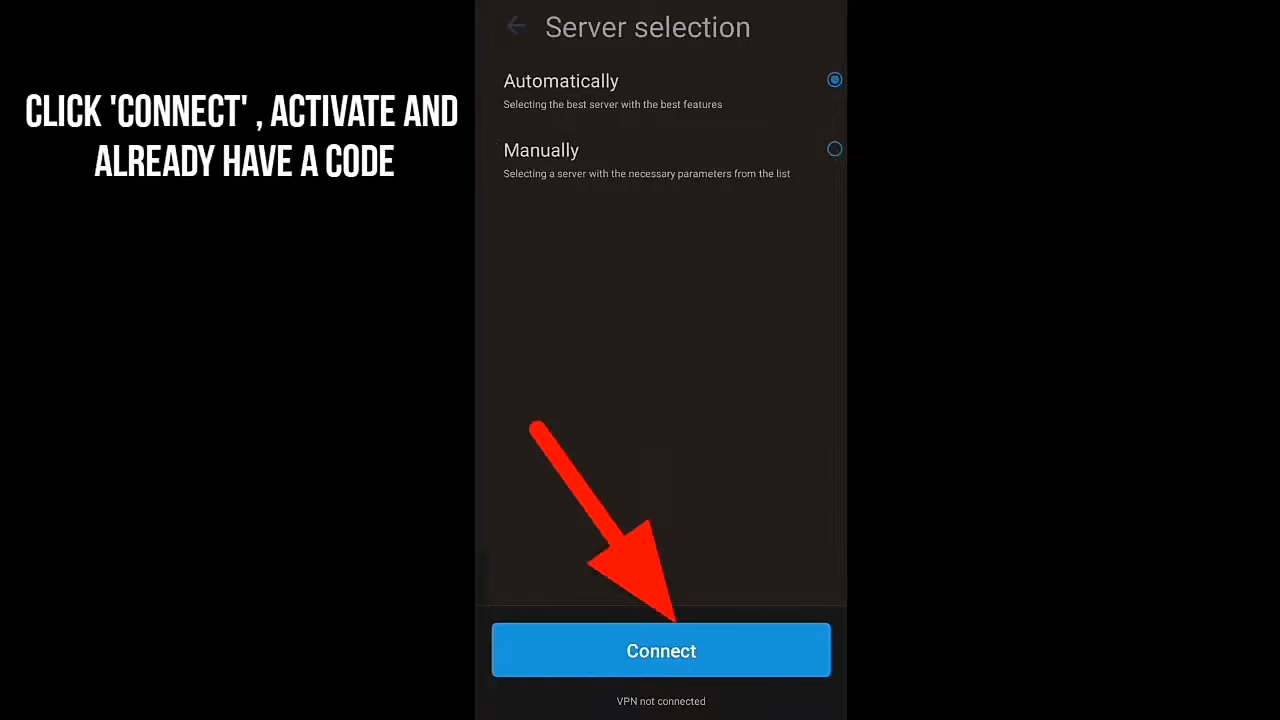 CLICK 'CONNECT' , ACTIVATE AND
ALREADY HAVE A CODE
Server selection
Automatically
Selecting the best server with the best features
Manually
Selecting a server with the necessary parameters from the list
Connect
VPN not connected